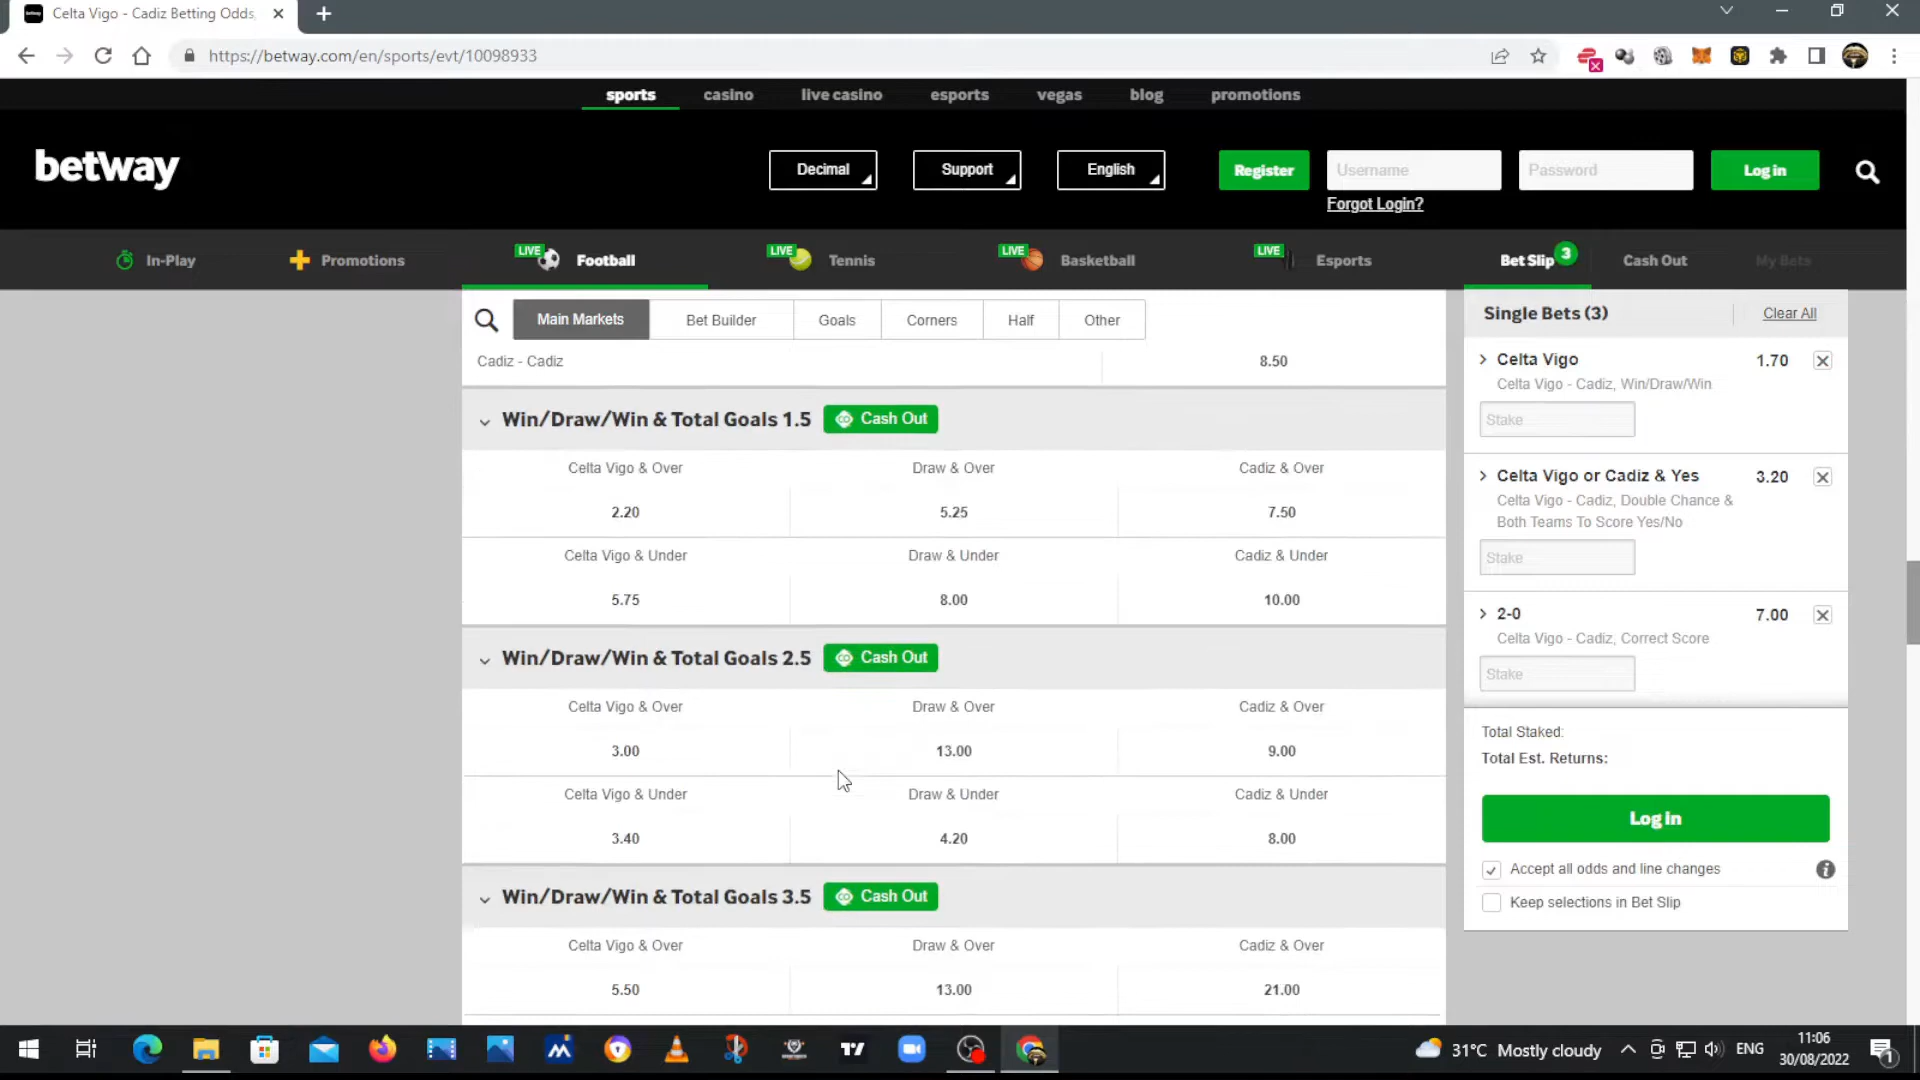 Celta Vigo - Cadiz Betting Odds,
https://betway.com/en/sports/evt/10098933
sports casino live casino esports vegas blog promotions
betway
Decimal Support English Register Username Password Log in
Forgot Login?
In-Play Promotions LIVE Football LIVE Tennis LIVE Basketball LIVE Esports Bet Slip 3 Cash Out My Bets
Main Markets Bet Builder Goals Corners Half Other
Cadiz - Cadiz 8.50
Win/Draw/Win & Total Goals 1.5 Cash Out
Celta Vigo & Over Draw & Over Cadiz & Over
2.20 5.25 7.50
Celta Vigo & Under Draw & Under Cadiz & Under
5.75 8.00 10.00
Win/Draw/Win & Total Goals 2.5 Cash Out
Celta Vigo & Over Draw & Over Cadiz & Over
3.00 13.00 9.00
Celta Vigo & Under Draw & Under Cadiz & Under
3.40 4.20 8.00
Win/Draw/Win & Total Goals 3.5 Cash Out
Celta Vigo & Over Draw & Over Cadiz & Over
5.50 13.00 21.00
Single Bets (3) Clear All
Celta Vigo 1.70
Celta Vigo - Cadiz, Win/Draw/Win
Stake
Celta Vigo or Cadiz & Yes 3.20
Celta Vigo - Cadiz, Double Chance &
Both Teams To Score Yes/No
Stake
2-0 7.00
Celta Vigo - Cadiz, Correct Score
Stake
Total Staked:
Total Est. Returns:
Log in
Accept all odds and line changes
Keep selections in Bet Slip
31°C Mostly cloudy ENG 11:06
30/08/2022 1